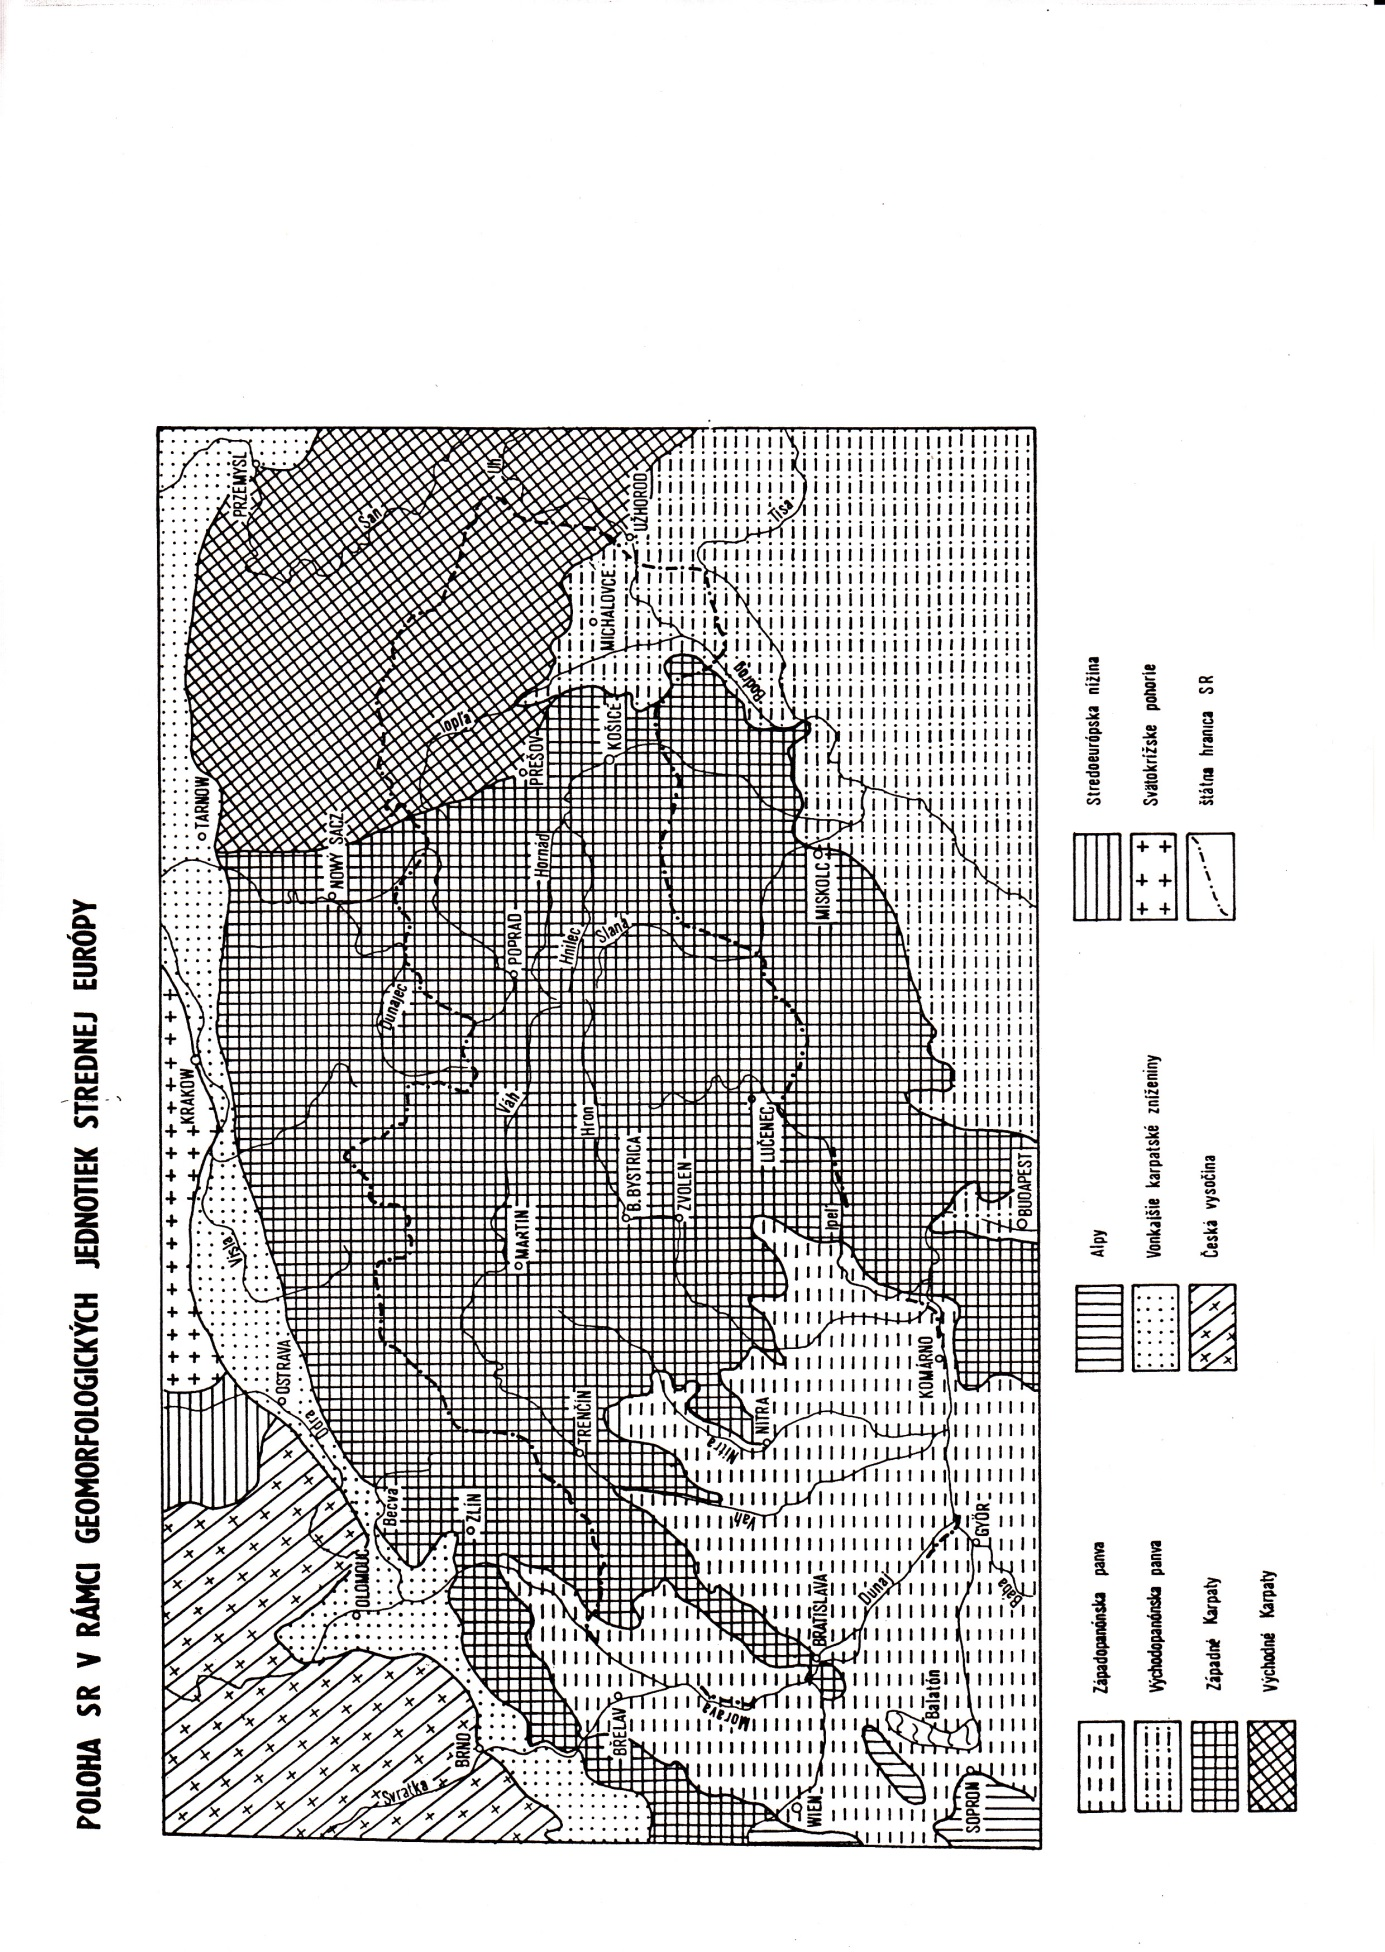 POLOHA SR V RÁMCI GEOMORFOLOGICKÝCH JEDNOTIEK STREDNEJ EURÓPY
KRAKOW
TARNOW
PRZEMYSL
Visla
OSTRAVA
Odra
NOWY SACZ
San
Uh
OLOMOUC
Bečva
Dunajec
Topľa
BRNO
Svratka
ZLÍN
MARTIN
Váh
POPRAD
Hornád
PREŠOV
TRENČÍN
Hron
Hnilec
Slaná
KOŠICE
MICHALOVCE
UŽHOROD
BŘELAV
B. BYSTRICA
ZVOLEN
Morava
Váh
Nitra
NITRA
LUČENEC
Bodrog
Tisa
WIEN
BRATISLAVA
Ipeľ
MISKOLC
Dunaj
KOMÁRNO
Balatón
SOPRON
GYÖR
Rába
BUDAPEST
Západopanónska panva
Východopanónska panva
Západné Karpaty
Východné Karpaty
Alpy
Vonkajšie karpatské zníženiny
Česká vysočina
Stredoeurópska nížina
Svätokrížske pohorie
štátna hranica SR